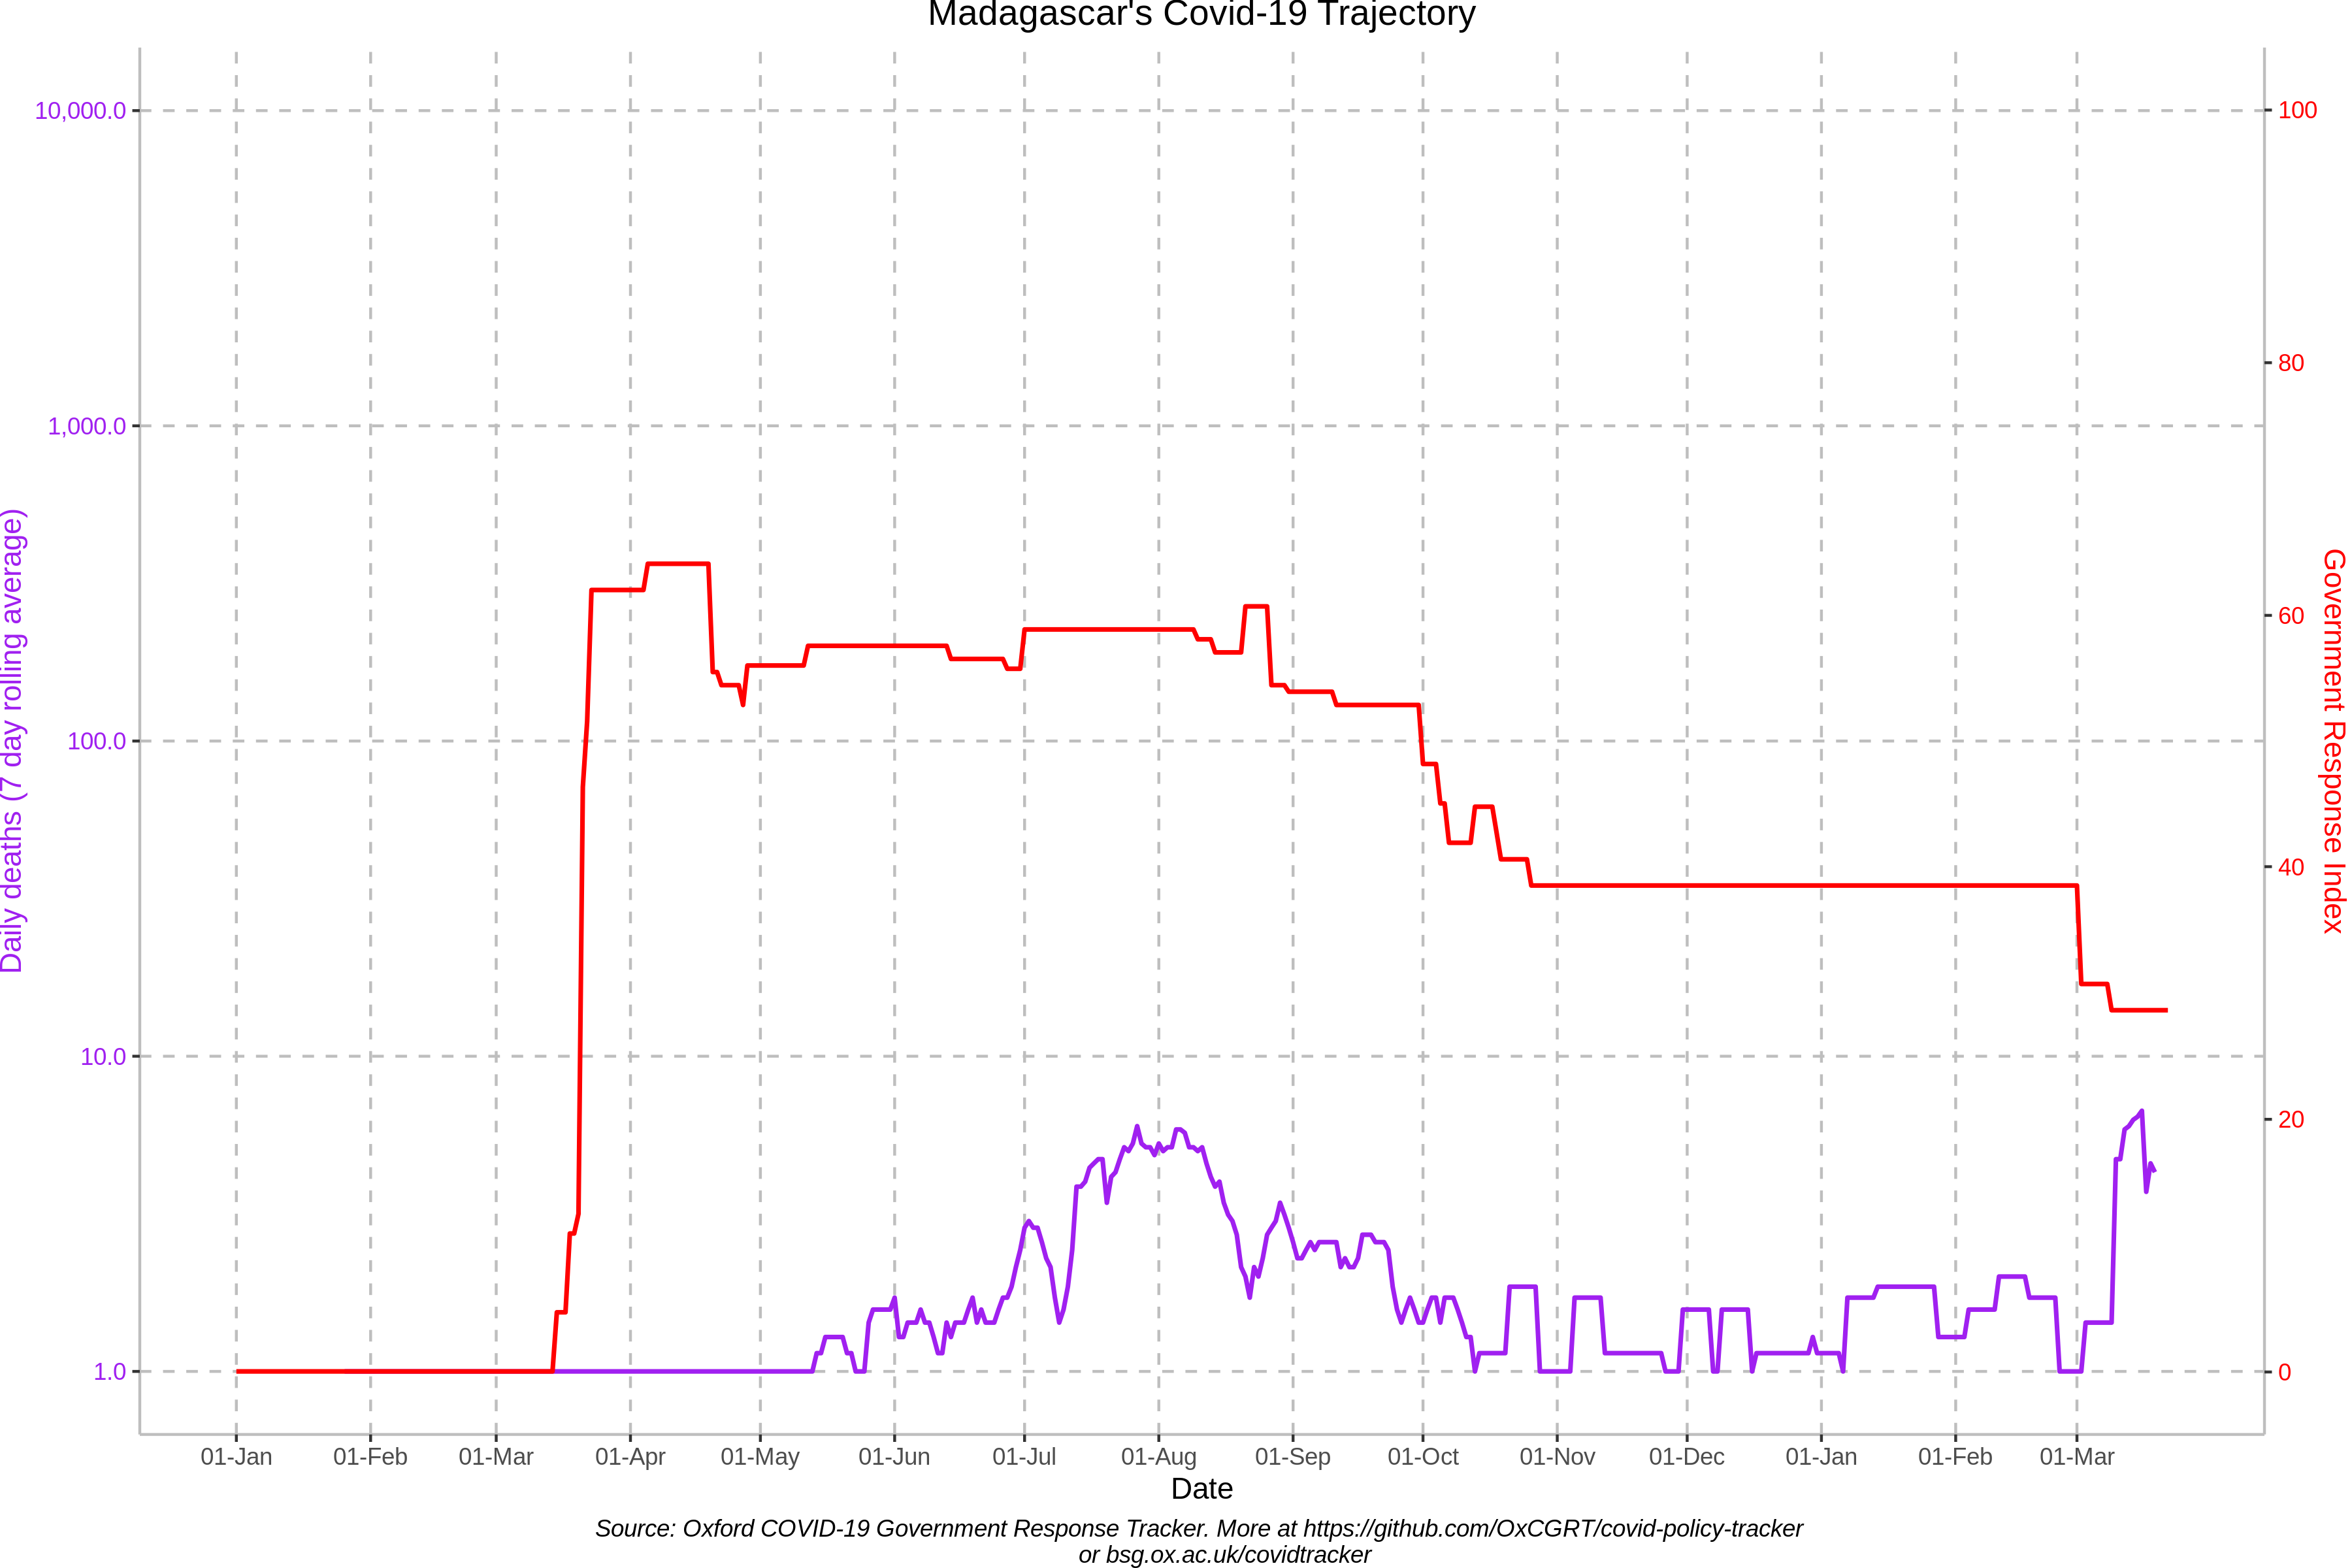 Madagascar's Covid-19 Trajectory
10,000.0
1,000.0
100.0
10.0
1.0
Daily deaths (7 day rolling average)
100
80
60
40
20
0
Government Response Index
01-Jan 01-Feb 01-Mar 01-Apr 01-May 01-Jun 01-Jul 01-Aug 01-Sep 01-Oct 01-Nov 01-Dec 01-Jan 01-Feb 01-Mar
Date
Source: Oxford COVID-19 Government Response Tracker. More at https://github.com/OxCGRT/covid-policy-tracker
or bsg.ox.ac.uk/covidtracker